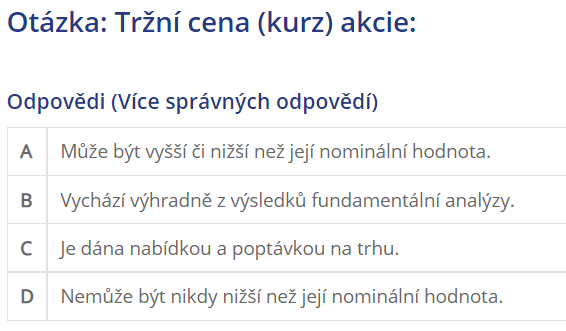 Otázka: Tržní cena (kurz) akcie:
Odpovědi (Více správných odpovědí)
A Může být vyšší či nižší než její nominální hodnota.
B Vychází výhradně z výsledků fundamentální analýzy.
C Je dána nabídkou a poptávkou na trhu.
D Nemůže být nikdy nižší než její nominální hodnota.